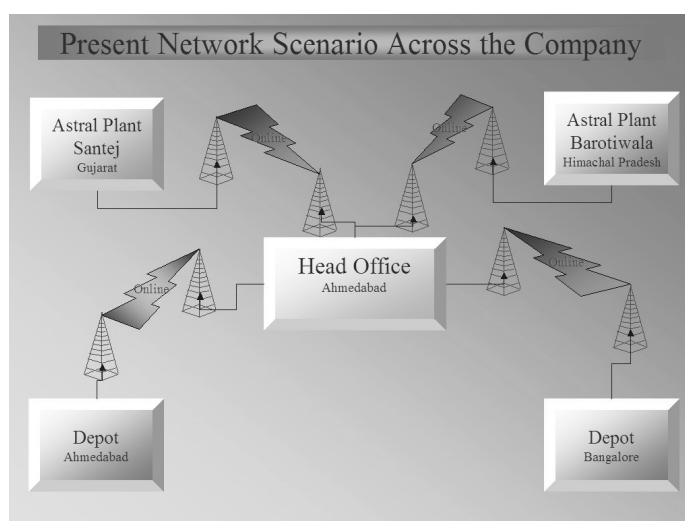 Present Network Scenario Across the Company
Astral Plant
Santej
Gujarat
Online
Online
Astral Plant
Barotiwala
Himachal Pradesh
Head Office
Ahmedabad
Online
Online
Depot
Ahmedabad
Depot
Bangalore